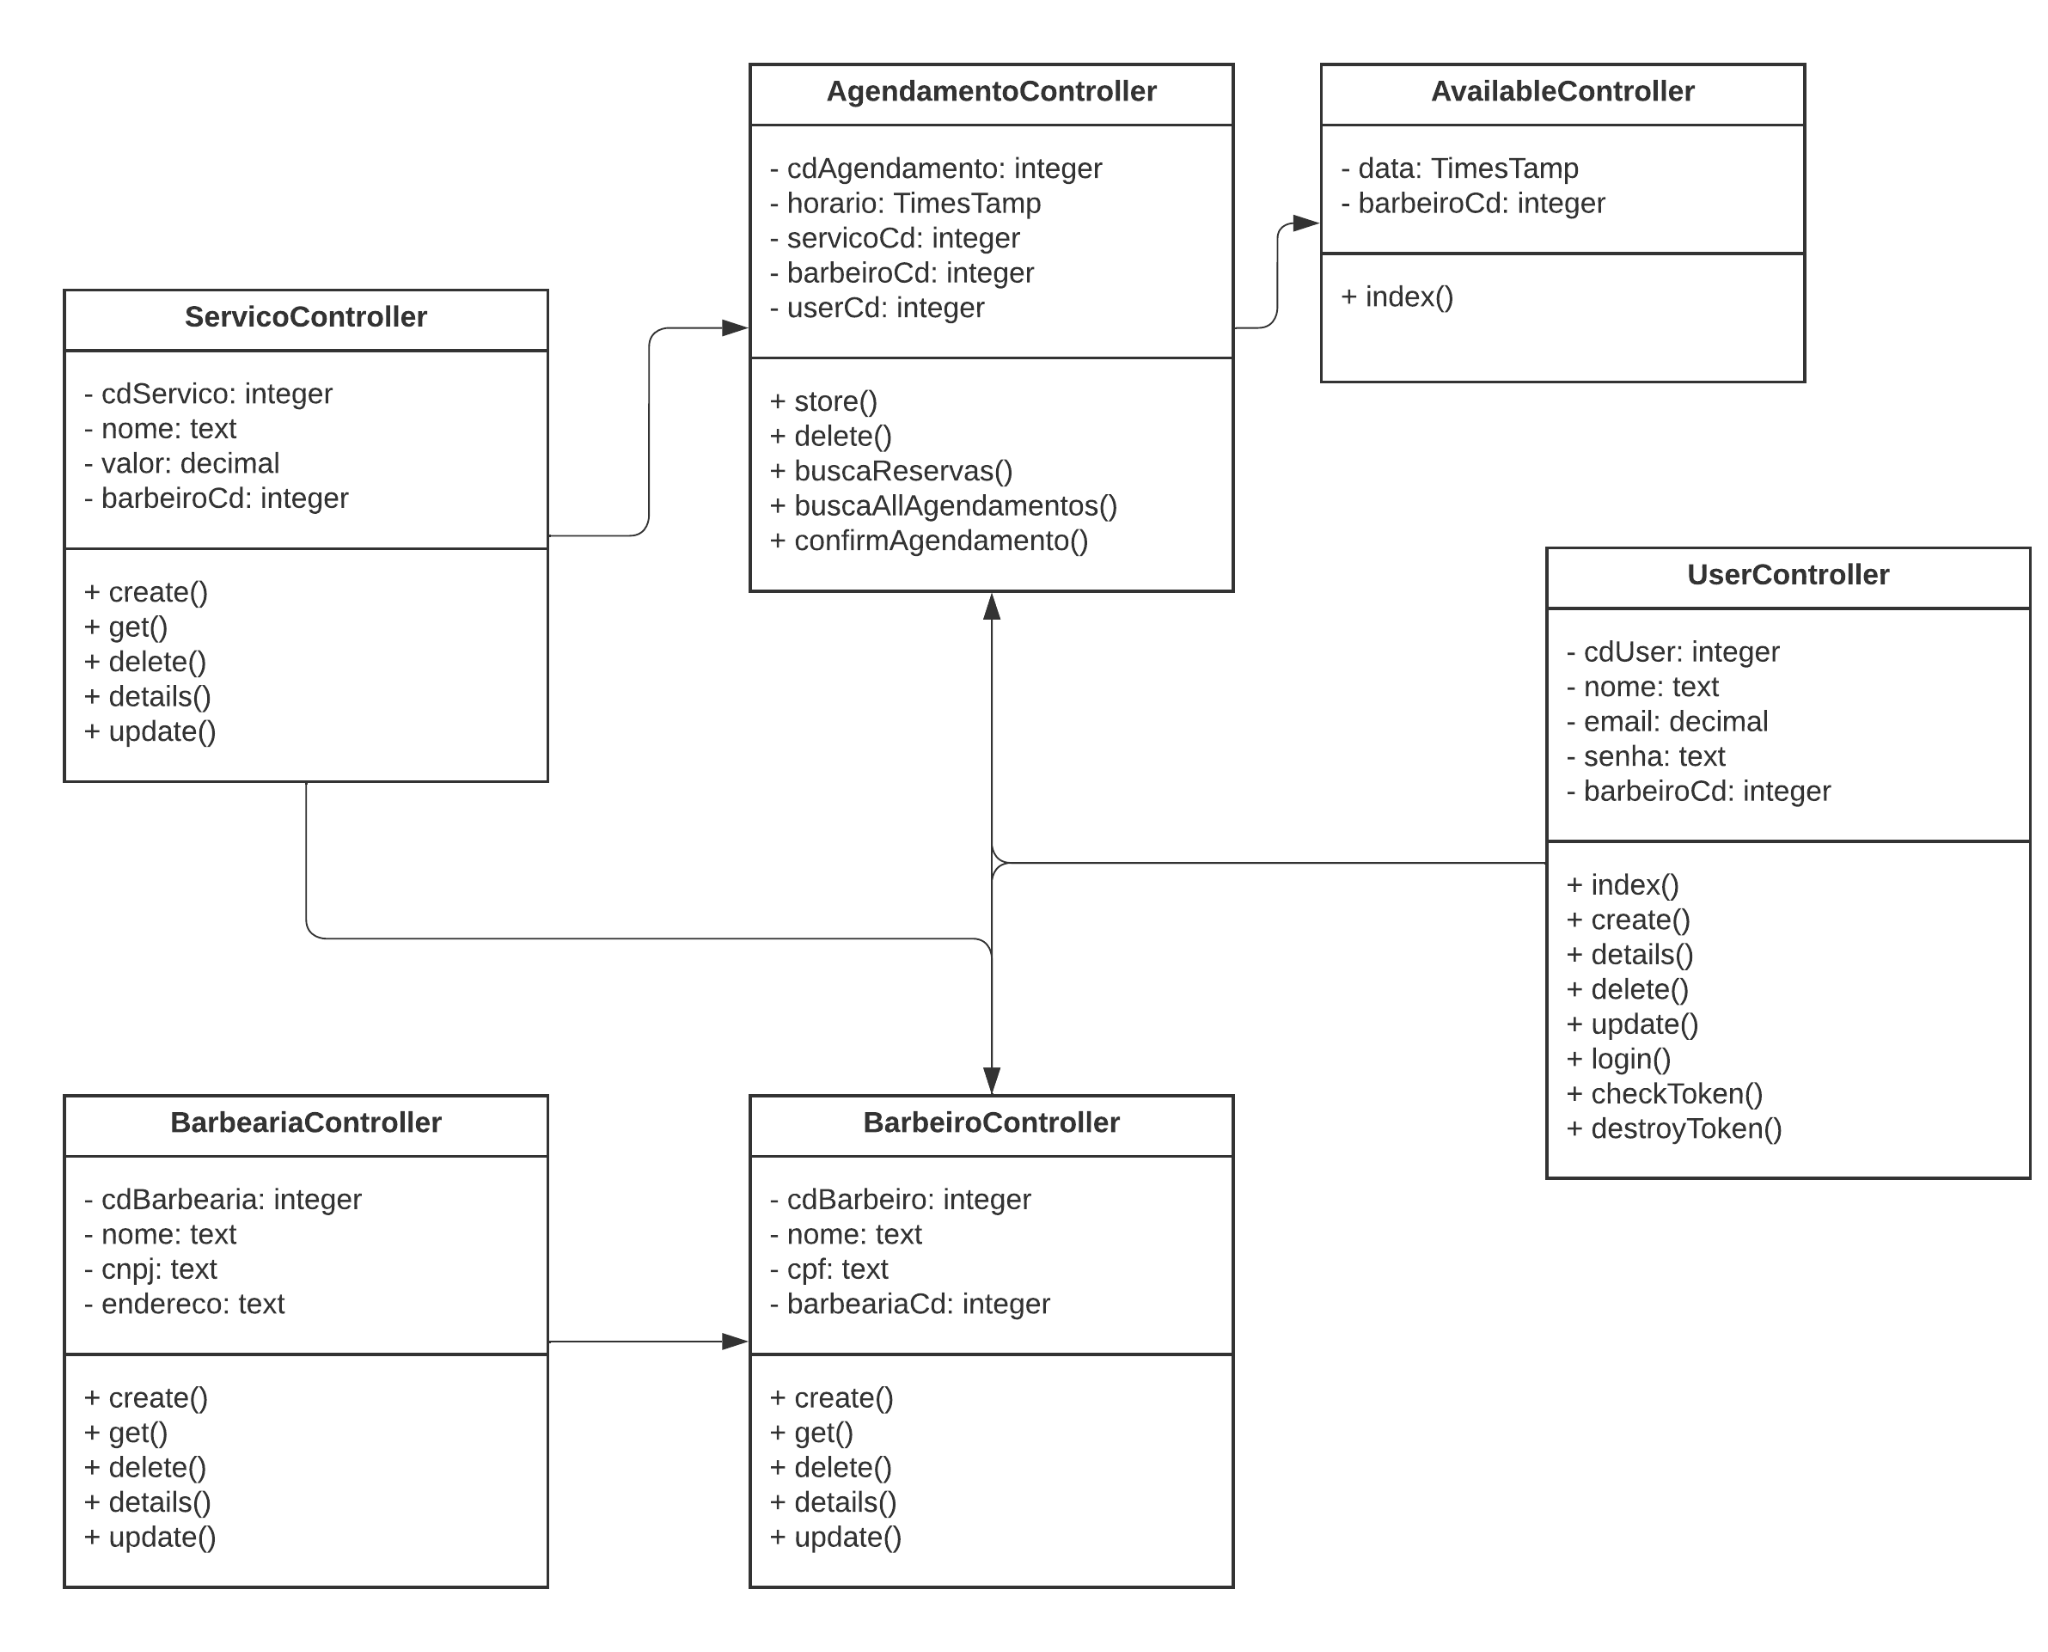 AgendamentoController
- cdAgendamento: integer
- horario: TimesTamp
- servicoCd: integer
- barbeiroCd: integer
- userCd: integer
+ store()
+ delete()
+ buscaReservas()
+ buscaAllAgendamentos()
+ confirmAgendamento()
AvailableController
- data: TimesTamp
- barbeiroCd: integer
+ index()
ServicoController
- cdServico: integer
- nome: text
- valor: decimal
- barbeiroCd: integer
+ create()
+ get()
+ delete()
+ details()
+ update()
UserController
- cdUser: integer
- nome: text
- email: decimal
- senha: text
- barbeiroCd: integer
+ index()
+ create()
+ details()
+ delete()
+ update()
+ login()
+ checkToken()
+ destroyToken()
BarbeariaController
- cdBarbearia: integer
- nome: text
- cnpj: text
- endereco: text
+ create()
+ get()
+ delete()
+ details()
+ update()
BarbeiroController
- cdBarbeiro: integer
- nome: text
- cpf: text
- barbeariaCd: integer
+ create()
+ get()
+ delete()
+ details()
+ update()